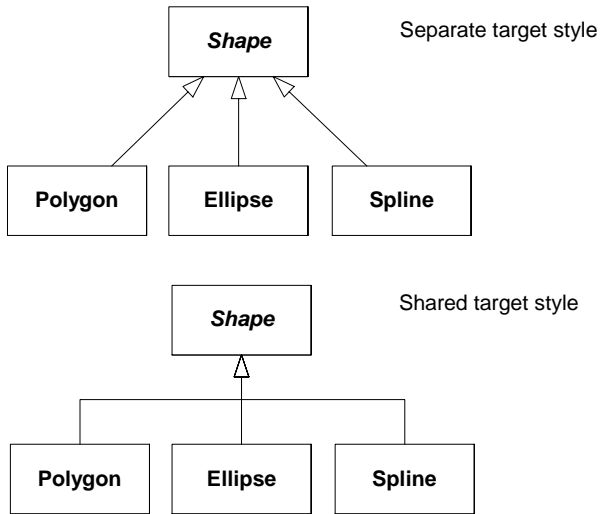 Shape
Separate target style
Polygon
Ellipse
Spline
Shape
Shared target style
Polygon
Ellipse
Spline